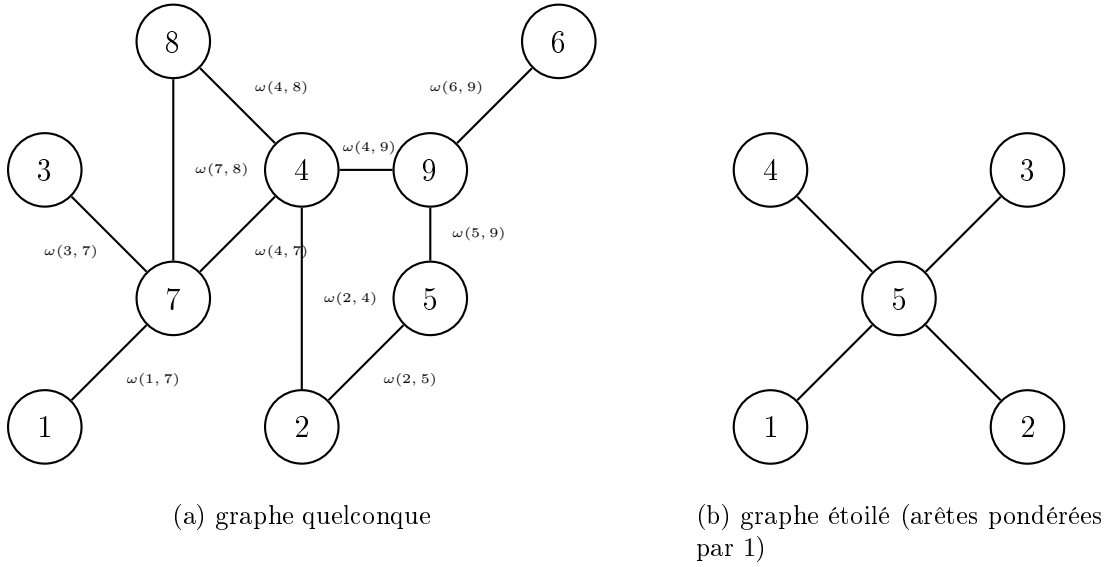 8
6
ω(4, 8)
ω(6, 9)
ω(4, 9)
3
ω(7, 8)
4
9
4
3
ω(3, 7)
ω(4, 7)
ω(5, 9)
7
ω(2, 4)
5
5
ω(1, 7)
ω(2, 5)
1
2
1
2
(a) graphe quelconque
(b) graphe étoilé (arêtes pondérées
par 1)